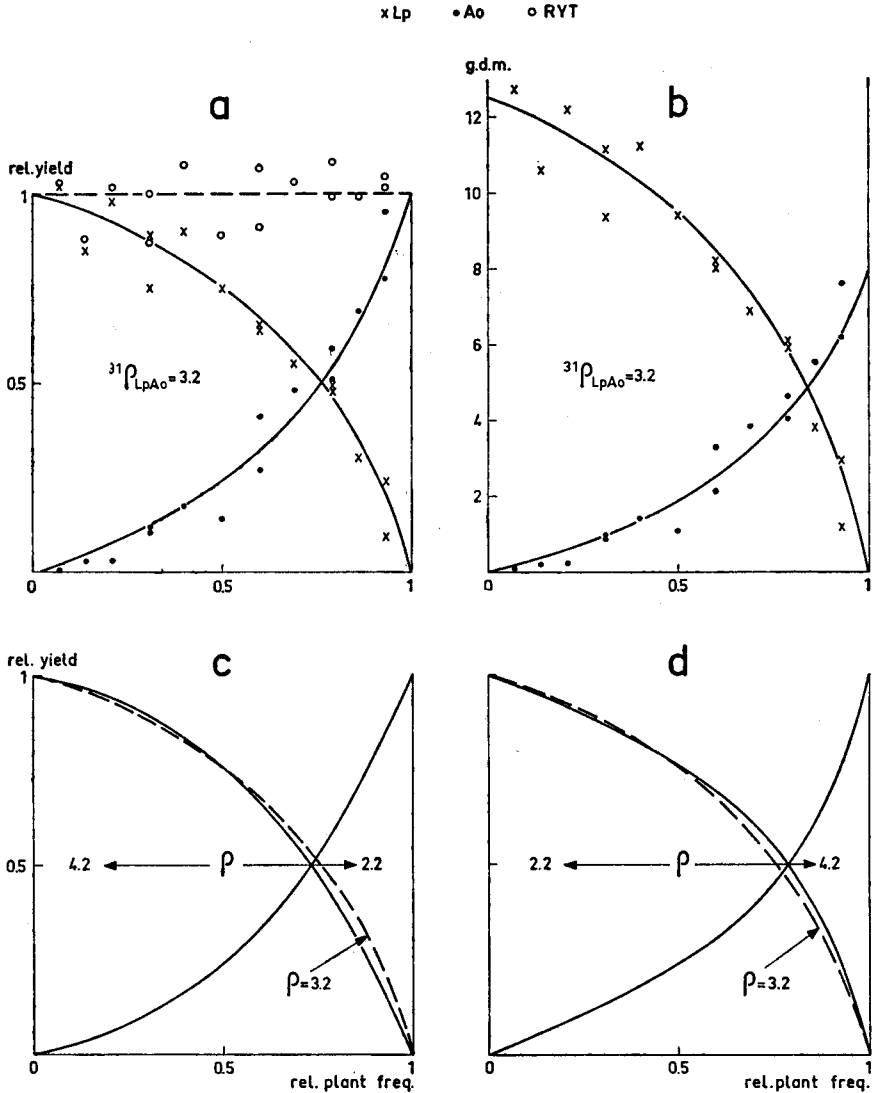 x Lp • Ao o RYT
a
rel. yield
1
0.5
³¹ρLpAo = 3.2
0 0.5 1
b
g.d.m.
12
10
8
6
4
2
³¹ρLpAo = 3.2
0 0.5 1
c
rel. yield
1
0.5
4.2 ρ 2.2
ρ = 3.2
0 0.5 1
rel. plant freq.
d
2.2 ρ 4.2
ρ = 3.2
0.5 1
rel. plant freq.